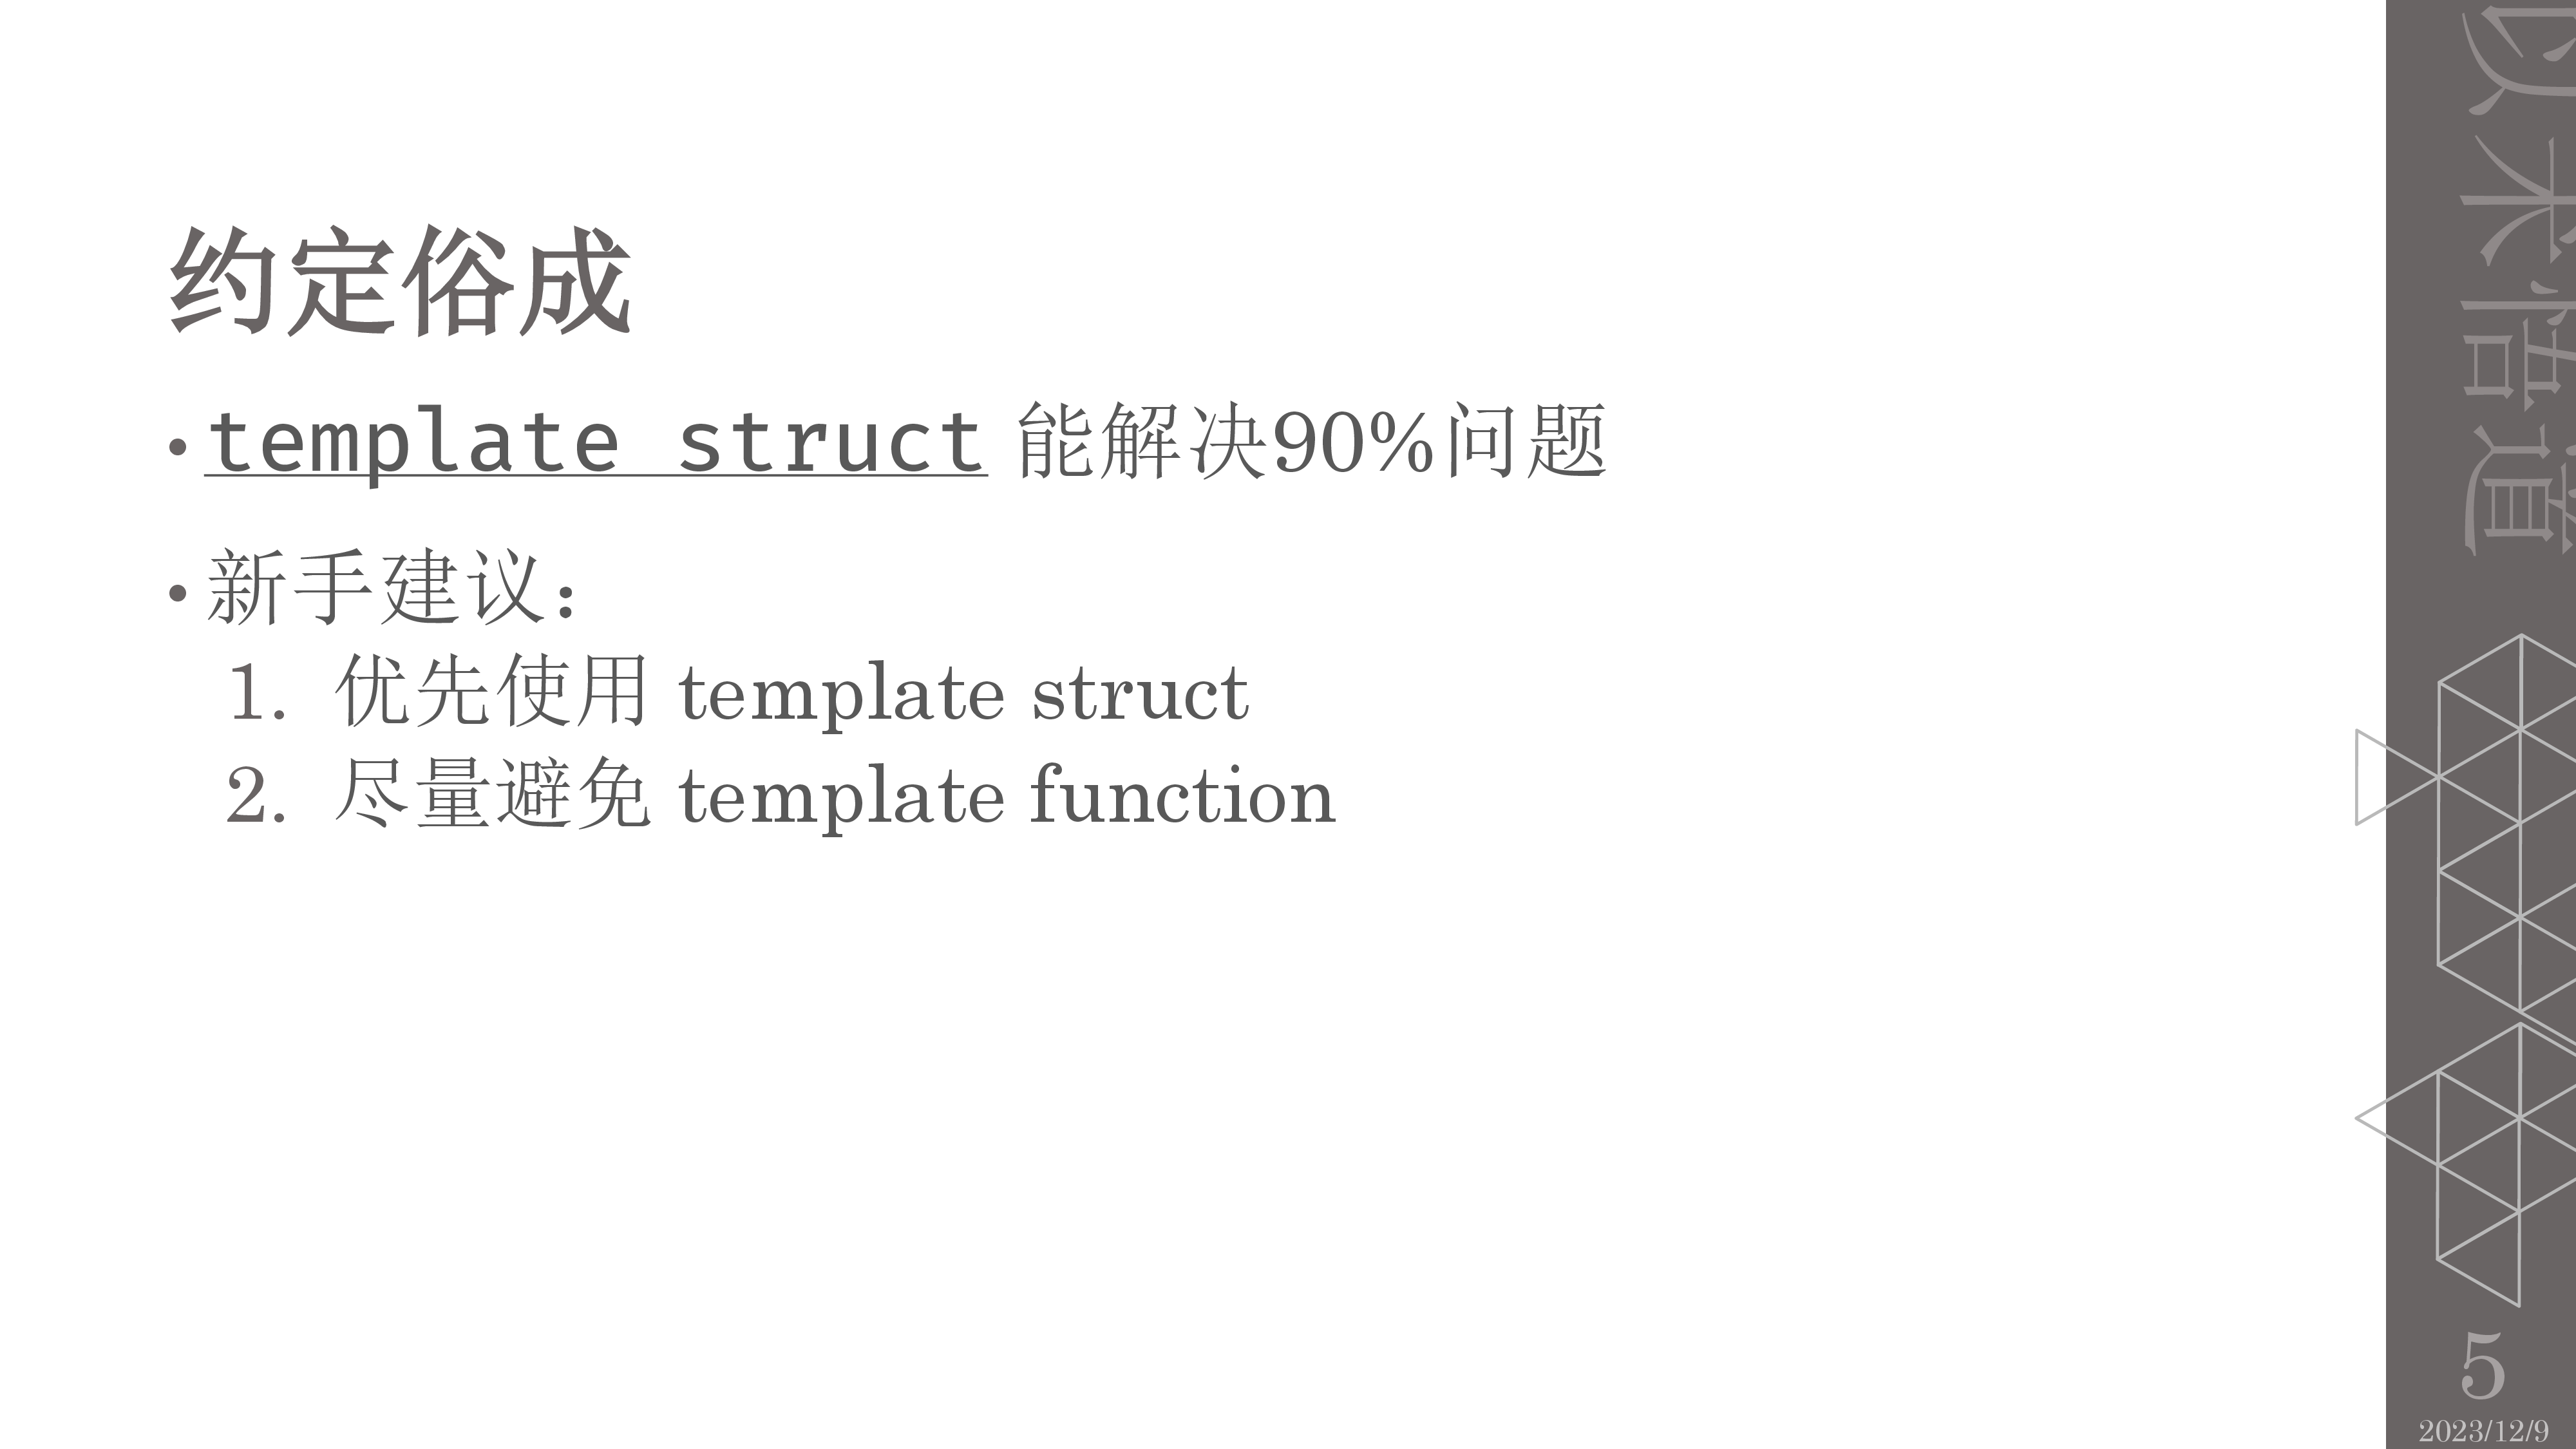 约定俗成
• template struct 能解决90%问题
• 新手建议：
1. 优先使用 template struct
2. 尽量避免 template function
以术悟道
5
2023/12/9